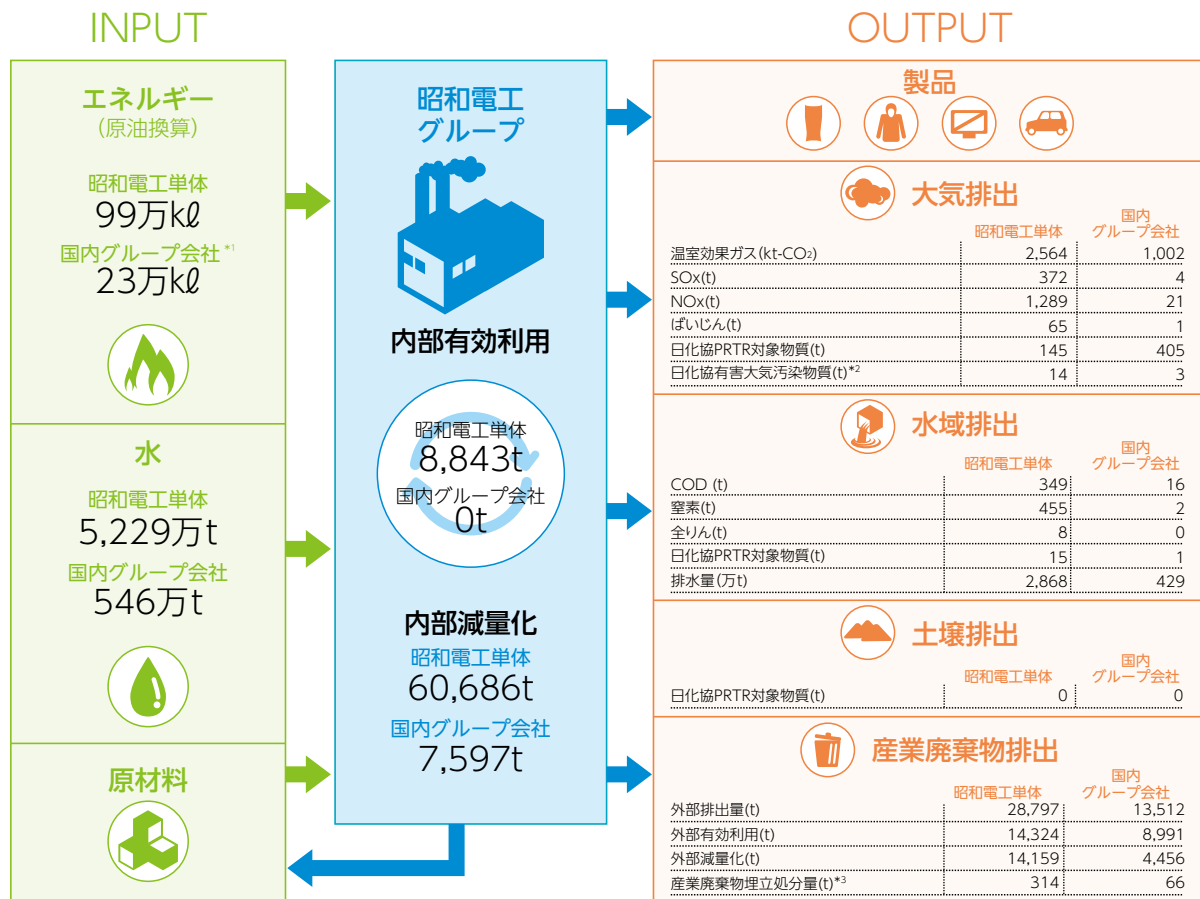 INPUT
エネルギー
(原油換算)
昭和電工単体
99万kℓ
国内グループ会社*1
23万kℓ
水
昭和電工単体
5,229万t
国内グループ会社
546万t
原材料
昭和電工
グループ
内部有効利用
昭和電工単体
8,843t
国内グループ会社
0t
内部減量化
昭和電工単体
60,686t
国内グループ会社
7,597t
OUTPUT
製品
大気排出
昭和電工単体 国内グループ会社
温室効果ガス(kt-CO2) 2,564 1,002
SOx(t) 372 4
NOx(t) 1,289 21
ばいじん(t) 65 1
日化協PRTR対象物質(t) 145 405
日化協有害大気汚染物質(t)*2 14 3
水域排出
昭和電工単体 国内グループ会社
COD (t) 349 16
窒素(t) 455 2
全りん(t) 8 0
日化協PRTR対象物質(t) 15 1
排水量(万t) 2,868 429
土壌排出
昭和電工単体 国内グループ会社
日化協PRTR対象物質(t) 0 0
産業廃棄物排出
昭和電工単体 国内グループ会社
外部排出量(t) 28,797 13,512
外部有効利用(t) 14,324 8,991
外部減量化(t) 14,159 4,456
産業廃棄物埋立処分量(t)*3 314 66